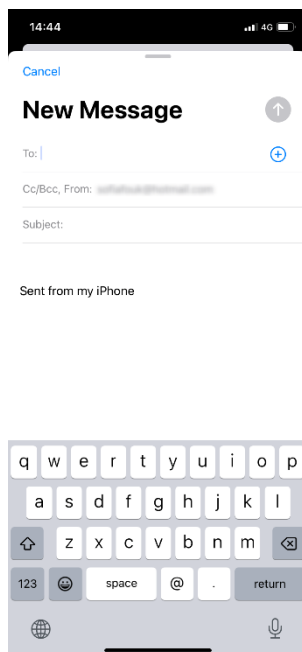 14:44
4G
Cancel
New Message
To:
Cc/Bcc, From:
Subject:
Sent from my iPhone
q w e r t y u i o p
a s d f g h j k l
z x c v b n m
123 space @ . return